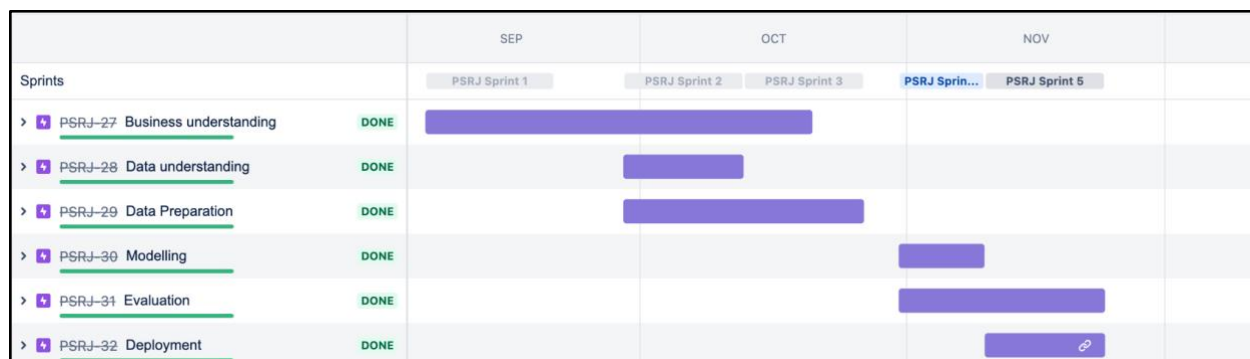 SEP OCT NOV
Sprints PSRJ Sprint 1 PSRJ Sprint 2 PSRJ Sprint 3 PSRJ Sprin... PSRJ Sprint 5
PSRJ-27 Business understanding DONE
PSRJ-28 Data understanding DONE
PSRJ-29 Data Preparation DONE
PSRJ-30 Modelling DONE
PSRJ-31 Evaluation DONE
PSRJ-32 Deployment DONE